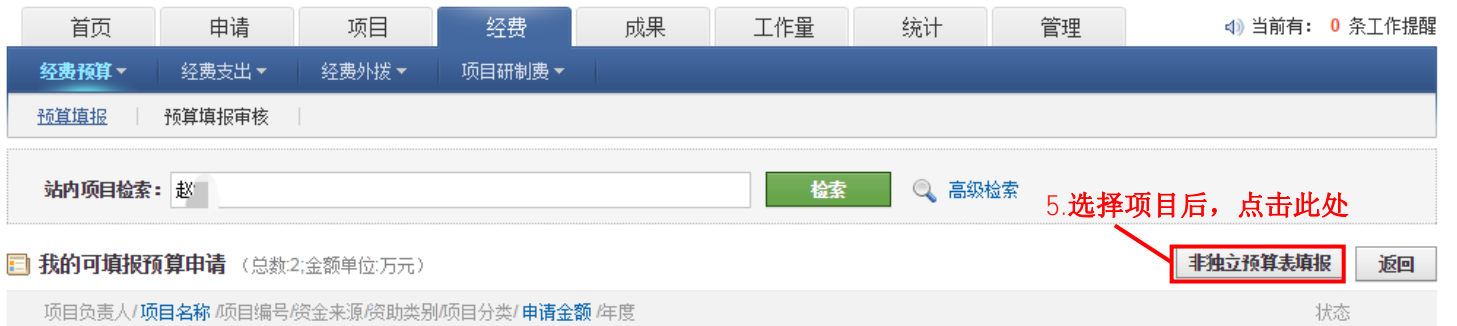 首页 申请 项目 经费 成果 工作量 统计 管理 当前有： 0 条工作提醒
经费预算 经费支出 经费外拨 项目研制费
预算填报 预算填报审核
站内项目检索： 赵 检索 高级检索
5.选择项目后，点击此处
我的可填报预算申请 （总数:2;金额单位:万元） 非独立预算表填报 返回
项目负责人/项目名称 /项目编号/资金来源/资助类别/项目分类/ 申请金额 /年度 状态